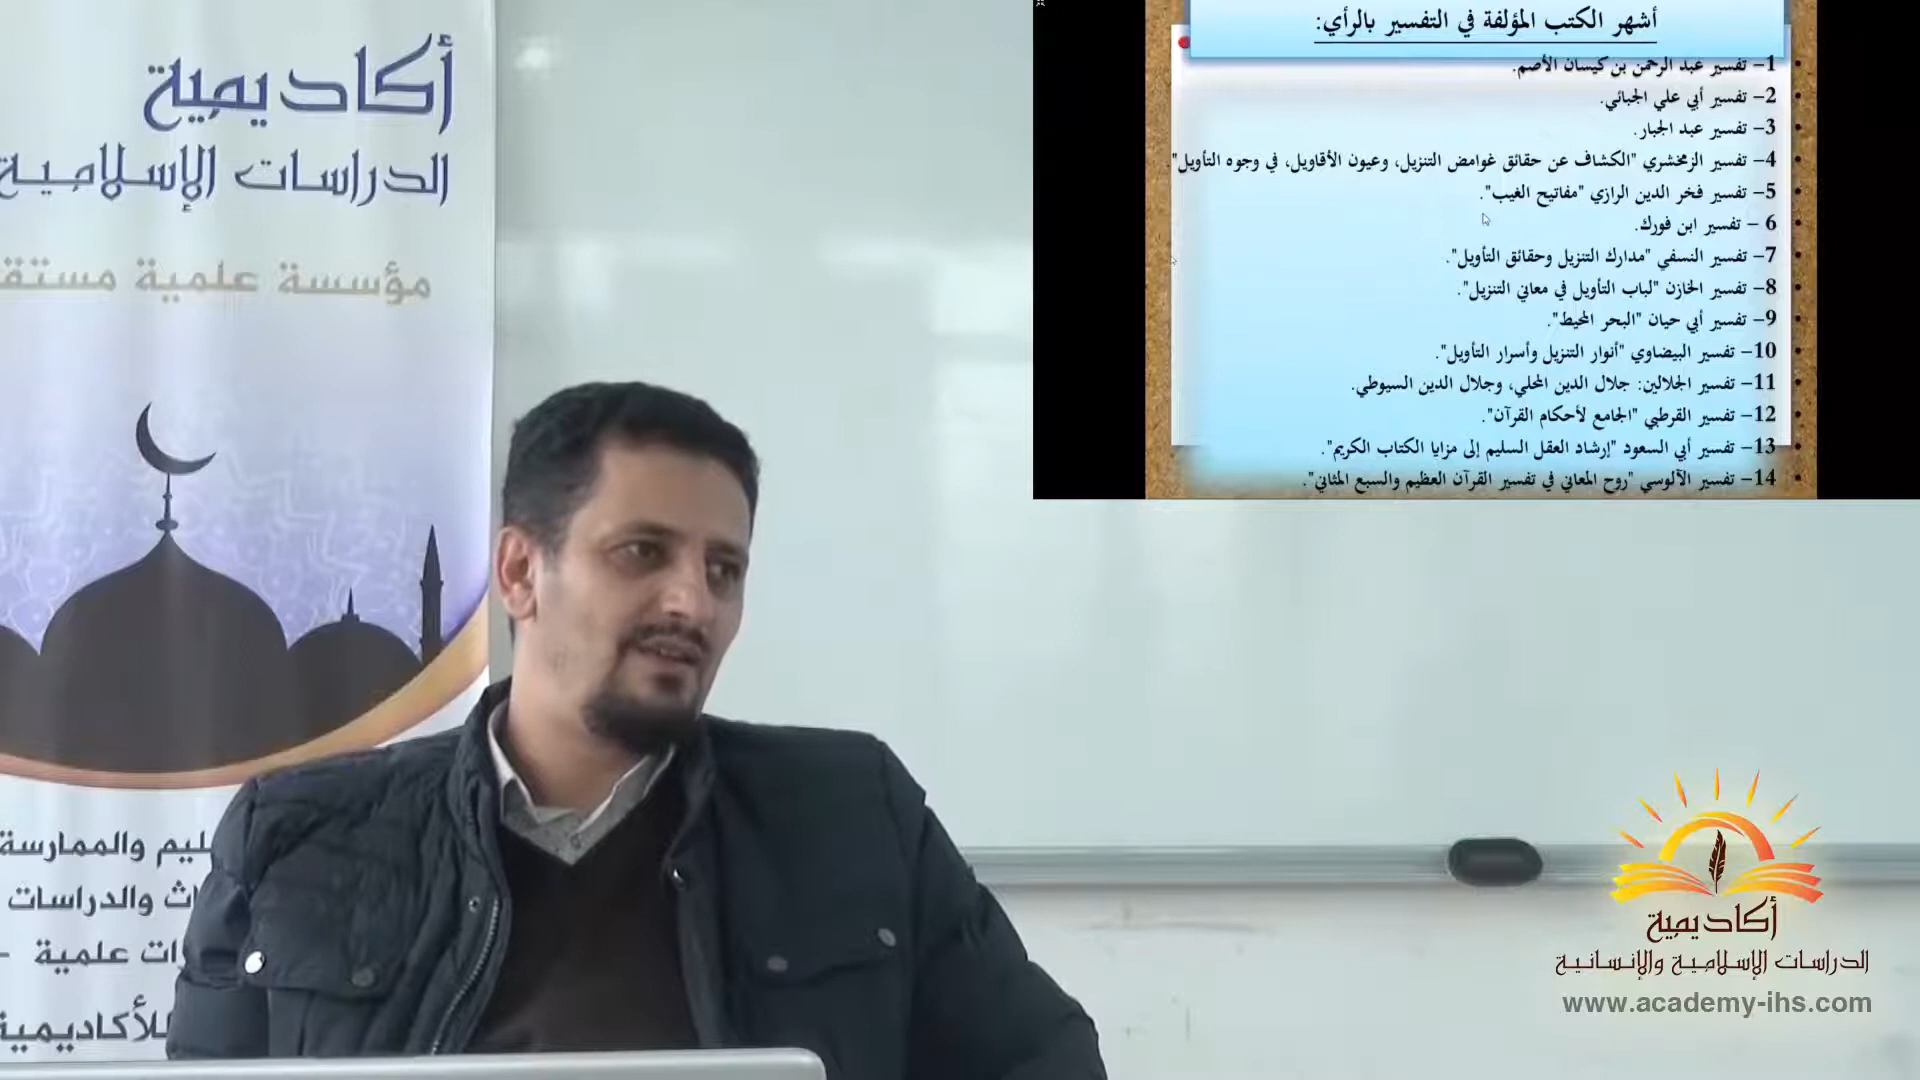 أشهر الكتب المؤلفة في التفسير بالرأي:
1- تفسير عبد الرحمن بن كيسان الأصم.
2- تفسير أبي علي الجبائي.
3- تفسير عبد الجبار.
4- تفسير الزمخشري "الكشاف عن حقائق غوامض التنزيل، وعيون الأقاويل، في وجوه التأويل".
5- تفسير فخر الدين الرازي "مفاتيح الغيب".
6 - تفسير ابن فورك.
7- تفسير النسفي "مدارك التنزيل وحقائق التأويل".
8- تفسير الخازن "لباب التأويل في معاني التنزيل".
9- تفسير أبي حيان "البحر المحيط".
10- تفسير البيضاوي "أنوار التنزيل وأسرار التأويل".
11- تفسير الجلالين: جلال الدين المحلي، وجلال الدين السيوطي.
12- تفسير القرطبي "الجامع لأحكام القرآن".
13- تفسير أبي السعود "إرشاد العقل السليم إلى مزايا الكتاب الكريم".
14- تفسير الآلوسي "روح المعاني في تفسير القرآن العظيم والسبع المثاني".
أكاديمية
الدراسات الإسلامية
مؤسسة علمية
والممارسة
والدراسات
علمية -
للأكاديمية
أكاديمية
الدراسات الإسلامية والإنسانية
www.academy-ihs.com